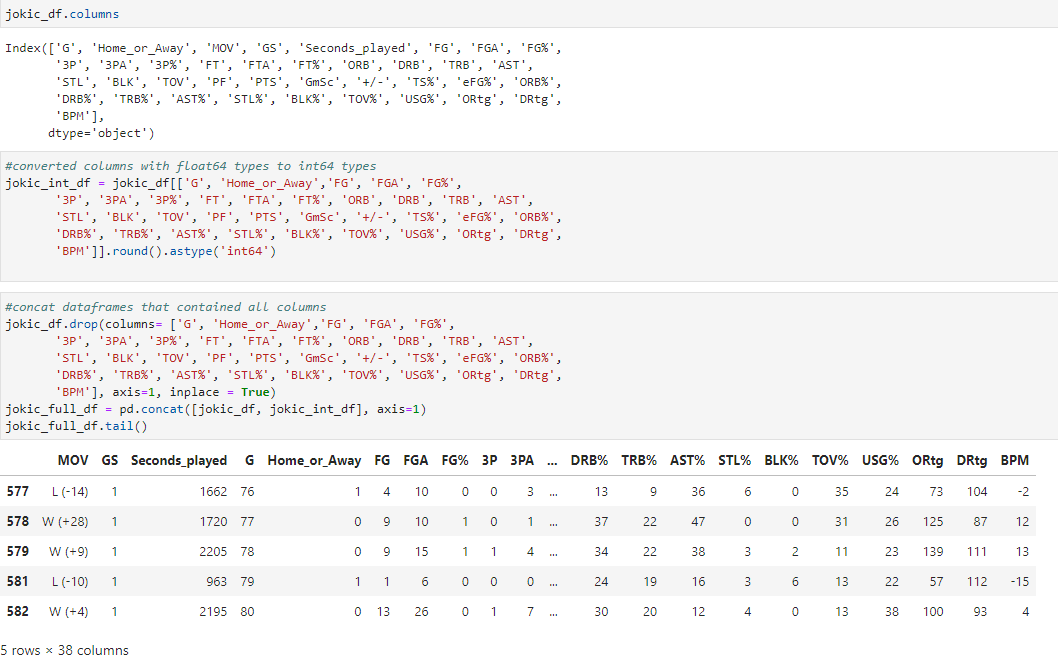 jokic_df.columns
Index(['G', 'Home_or_Away', 'MOV', 'GS', 'Seconds_played', 'FG', 'FGA', 'FG%',
'3P', '3PA', '3P%', 'FT', 'FTA', 'FT%', 'ORB', 'DRB', 'TRB', 'AST',
'STL', 'BLK', 'TOV', 'PF', 'PTS', 'GmSc', '+/-', 'TS%', 'eFG%', 'ORB%',
'DRB%', 'TRB%', 'AST%', 'STL%', 'BLK%', 'TOV%', 'USG%', 'ORtg', 'DRtg',
'BPM'],
dtype='object')
#converted columns with float64 types to int64 types
jokic_int_df = jokic_df[['G', 'Home_or_Away','FG', 'FGA', 'FG%',
'3P', '3PA', '3P%', 'FT', 'FTA', 'FT%', 'ORB', 'DRB', 'TRB', 'AST',
'STL', 'BLK', 'TOV', 'PF', 'PTS', 'GmSc', '+/-', 'TS%', 'eFG%', 'ORB%',
'DRB%', 'TRB%', 'AST%', 'STL%', 'BLK%', 'TOV%', 'USG%', 'ORtg', 'DRtg',
'BPM']].round().astype('int64')
#concat dataframes that contained all columns
jokic_df.drop(columns= ['G', 'Home_or_Away','FG', 'FGA', 'FG%',
'3P', '3PA', '3P%', 'FT', 'FTA', 'FT%', 'ORB', 'DRB', 'TRB', 'AST',
'STL', 'BLK', 'TOV', 'PF', 'PTS', 'GmSc', '+/-', 'TS%', 'eFG%', 'ORB%',
'DRB%', 'TRB%', 'AST%', 'STL%', 'BLK%', 'TOV%', 'USG%', 'ORtg', 'DRtg',
'BPM'], axis=1, inplace = True)
jokic_full_df = pd.concat([jokic_df, jokic_int_df], axis=1)
jokic_full_df.tail()
MOV GS Seconds_played G Home_or_Away FG FGA FG% 3P 3PA ... DRB% TRB% AST% STL% BLK% TOV% USG% ORtg DRtg BPM
577 L (-14) 1 1662 76 1 4 10 0 0 3 ... 13 9 36 6 0 35 24 73 104 -2
578 W (+28) 1 1720 77 0 9 10 1 0 1 ... 37 22 47 0 0 31 26 125 87 12
579 W (+9) 1 2205 78 0 9 15 1 1 4 ... 34 22 38 3 2 11 23 139 111 13
581 L (-10) 1 963 79 1 1 6 0 0 0 ... 24 19 16 3 6 13 22 57 112 -15
582 W (+4) 1 2195 80 0 13 26 0 1 7 ... 30 20 12 4 0 13 38 100 93 4
5 rows × 38 columns